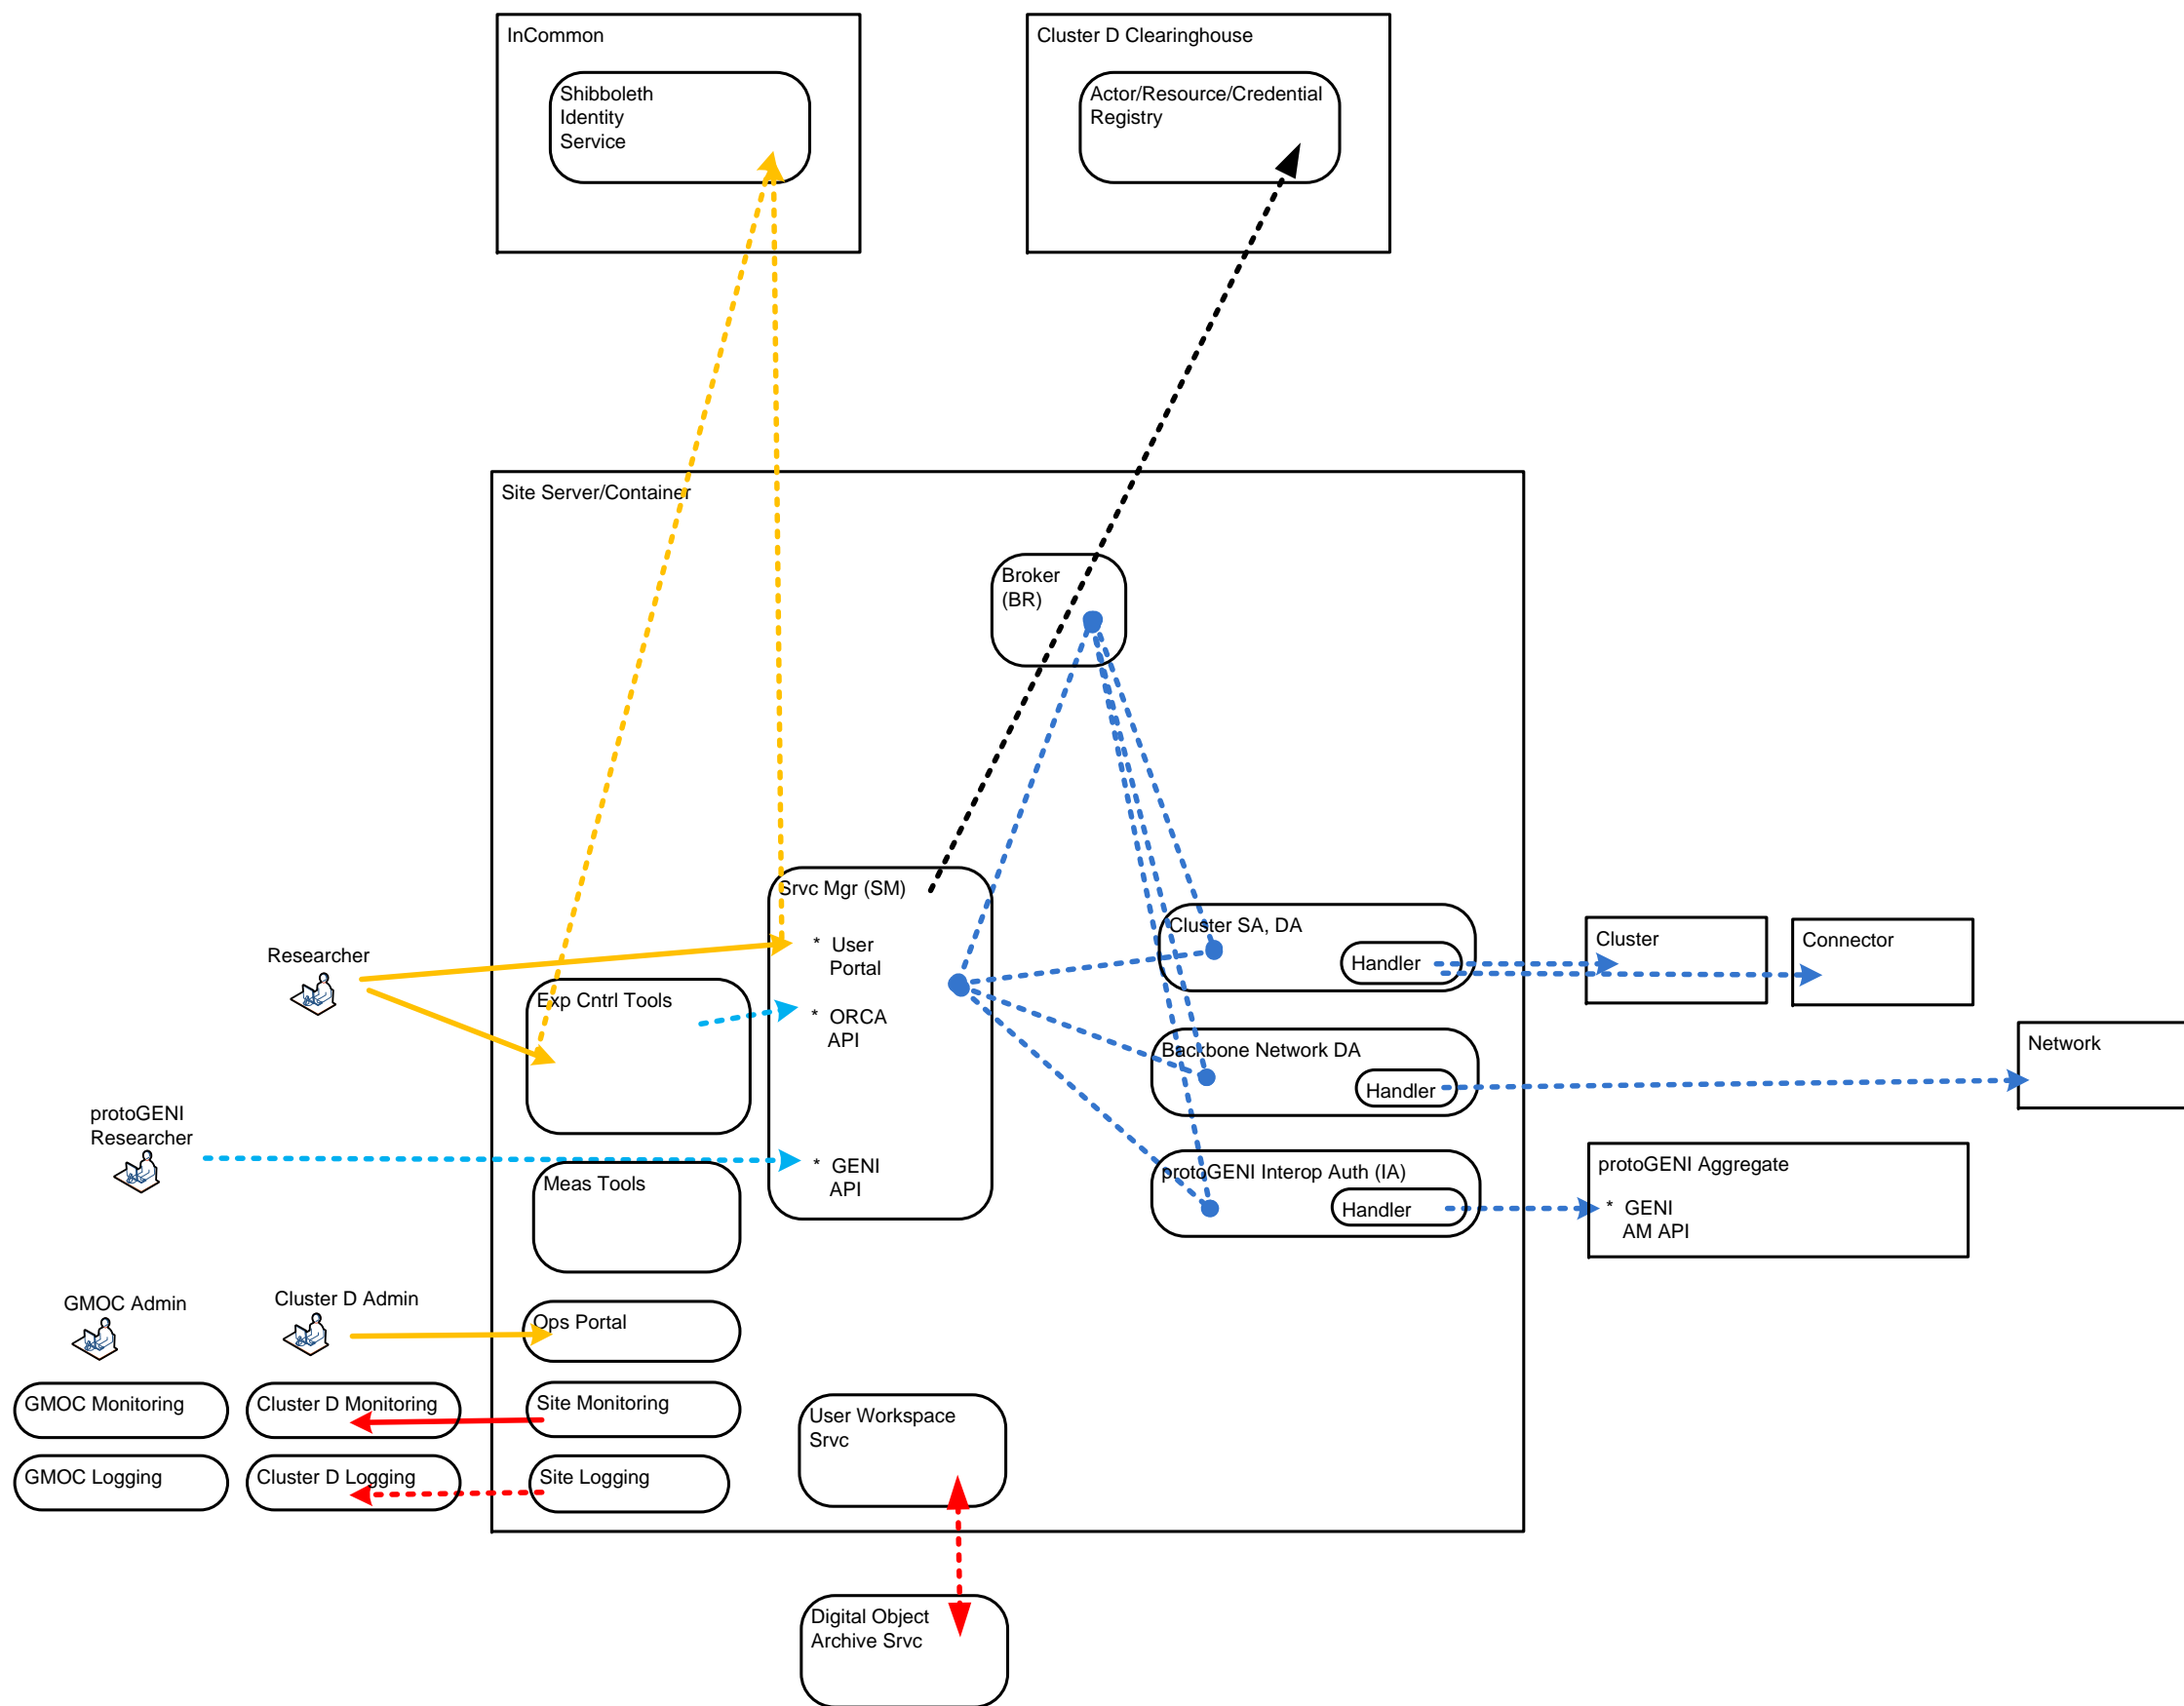 InCommon
Shibboleth
Identity
Service
Cluster D Clearinghouse
Actor/Resource/Credential
Registry
Site Server/Container
Broker
(BR)
Srvc Mgr (SM)
* User
Portal
* ORCA
API
* GENI
API
Researcher
Exp Cntrl Tools
protoGENI
Researcher
Meas Tools
Cluster SA, DA
Handler
Cluster
Connector
Backbone Network DA
Handler
Network
protoGENI Interop Auth (IA)
Handler
protoGENI Aggregate
* GENI
AM API
GMOC Admin
Cluster D Admin
Ops Portal
GMOC Monitoring
Cluster D Monitoring
Site Monitoring
GMOC Logging
Cluster D Logging
Site Logging
User Workspace
Srvc
Digital Object
Archive Srvc